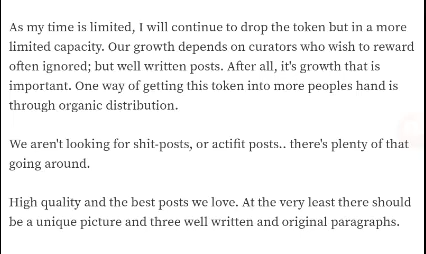 As my time is limited, I will continue to drop the token but in a more
limited capacity. Our growth depends on curators who wish to reward
often ignored; but well written posts. After all, it's growth that is
important. One way of getting this token into more peoples hand is
through organic distribution.
We aren't looking for shit-posts, or actifit posts.. there's plenty of that
going around.
High quality and the best posts we love. At the very least there should
be a unique picture and three well written and original paragraphs.